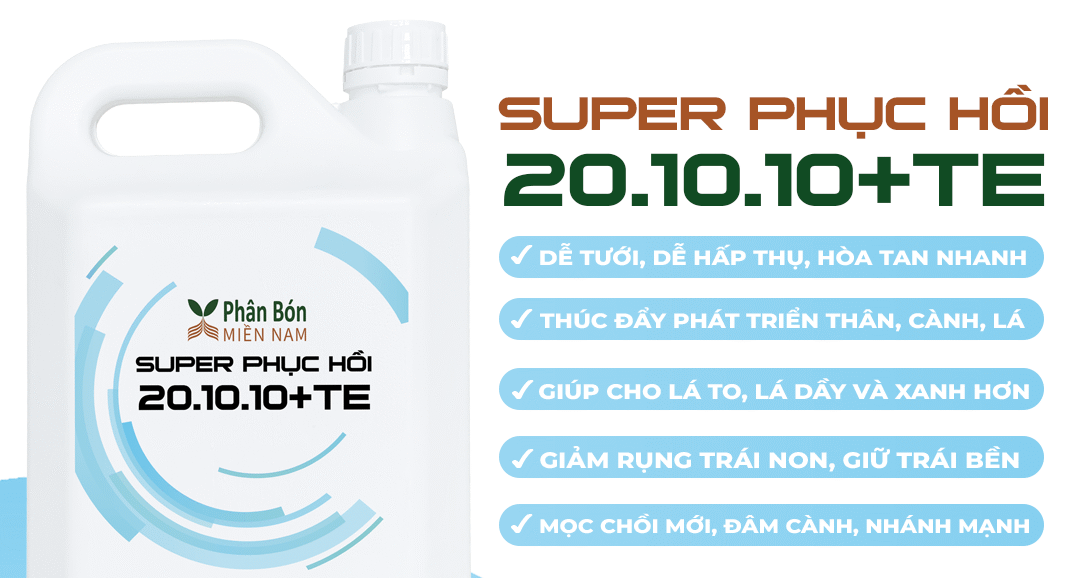 SUPER PHỤC HỒI
20.10.10+TE
✓ DỄ TƯỚI, DỄ HẤP THỤ, HÒA TAN NHANH
✓ THÚC ĐẨY PHÁT TRIỂN THÂN, CÀNH, LÁ
✓ GIÚP CHO LÁ TO, LÁ DẦY VÀ XANH HƠN
✓ GIẢM RỤNG TRÁI NON, GIỮ TRÁI BỀN
✓ MỌC CHỒI MỚI, ĐÂM CÀNH, NHÁNH MẠNH
Phân Bón
MIỀN NAM
SUPER PHỤC HỒI
20.10.10+TE